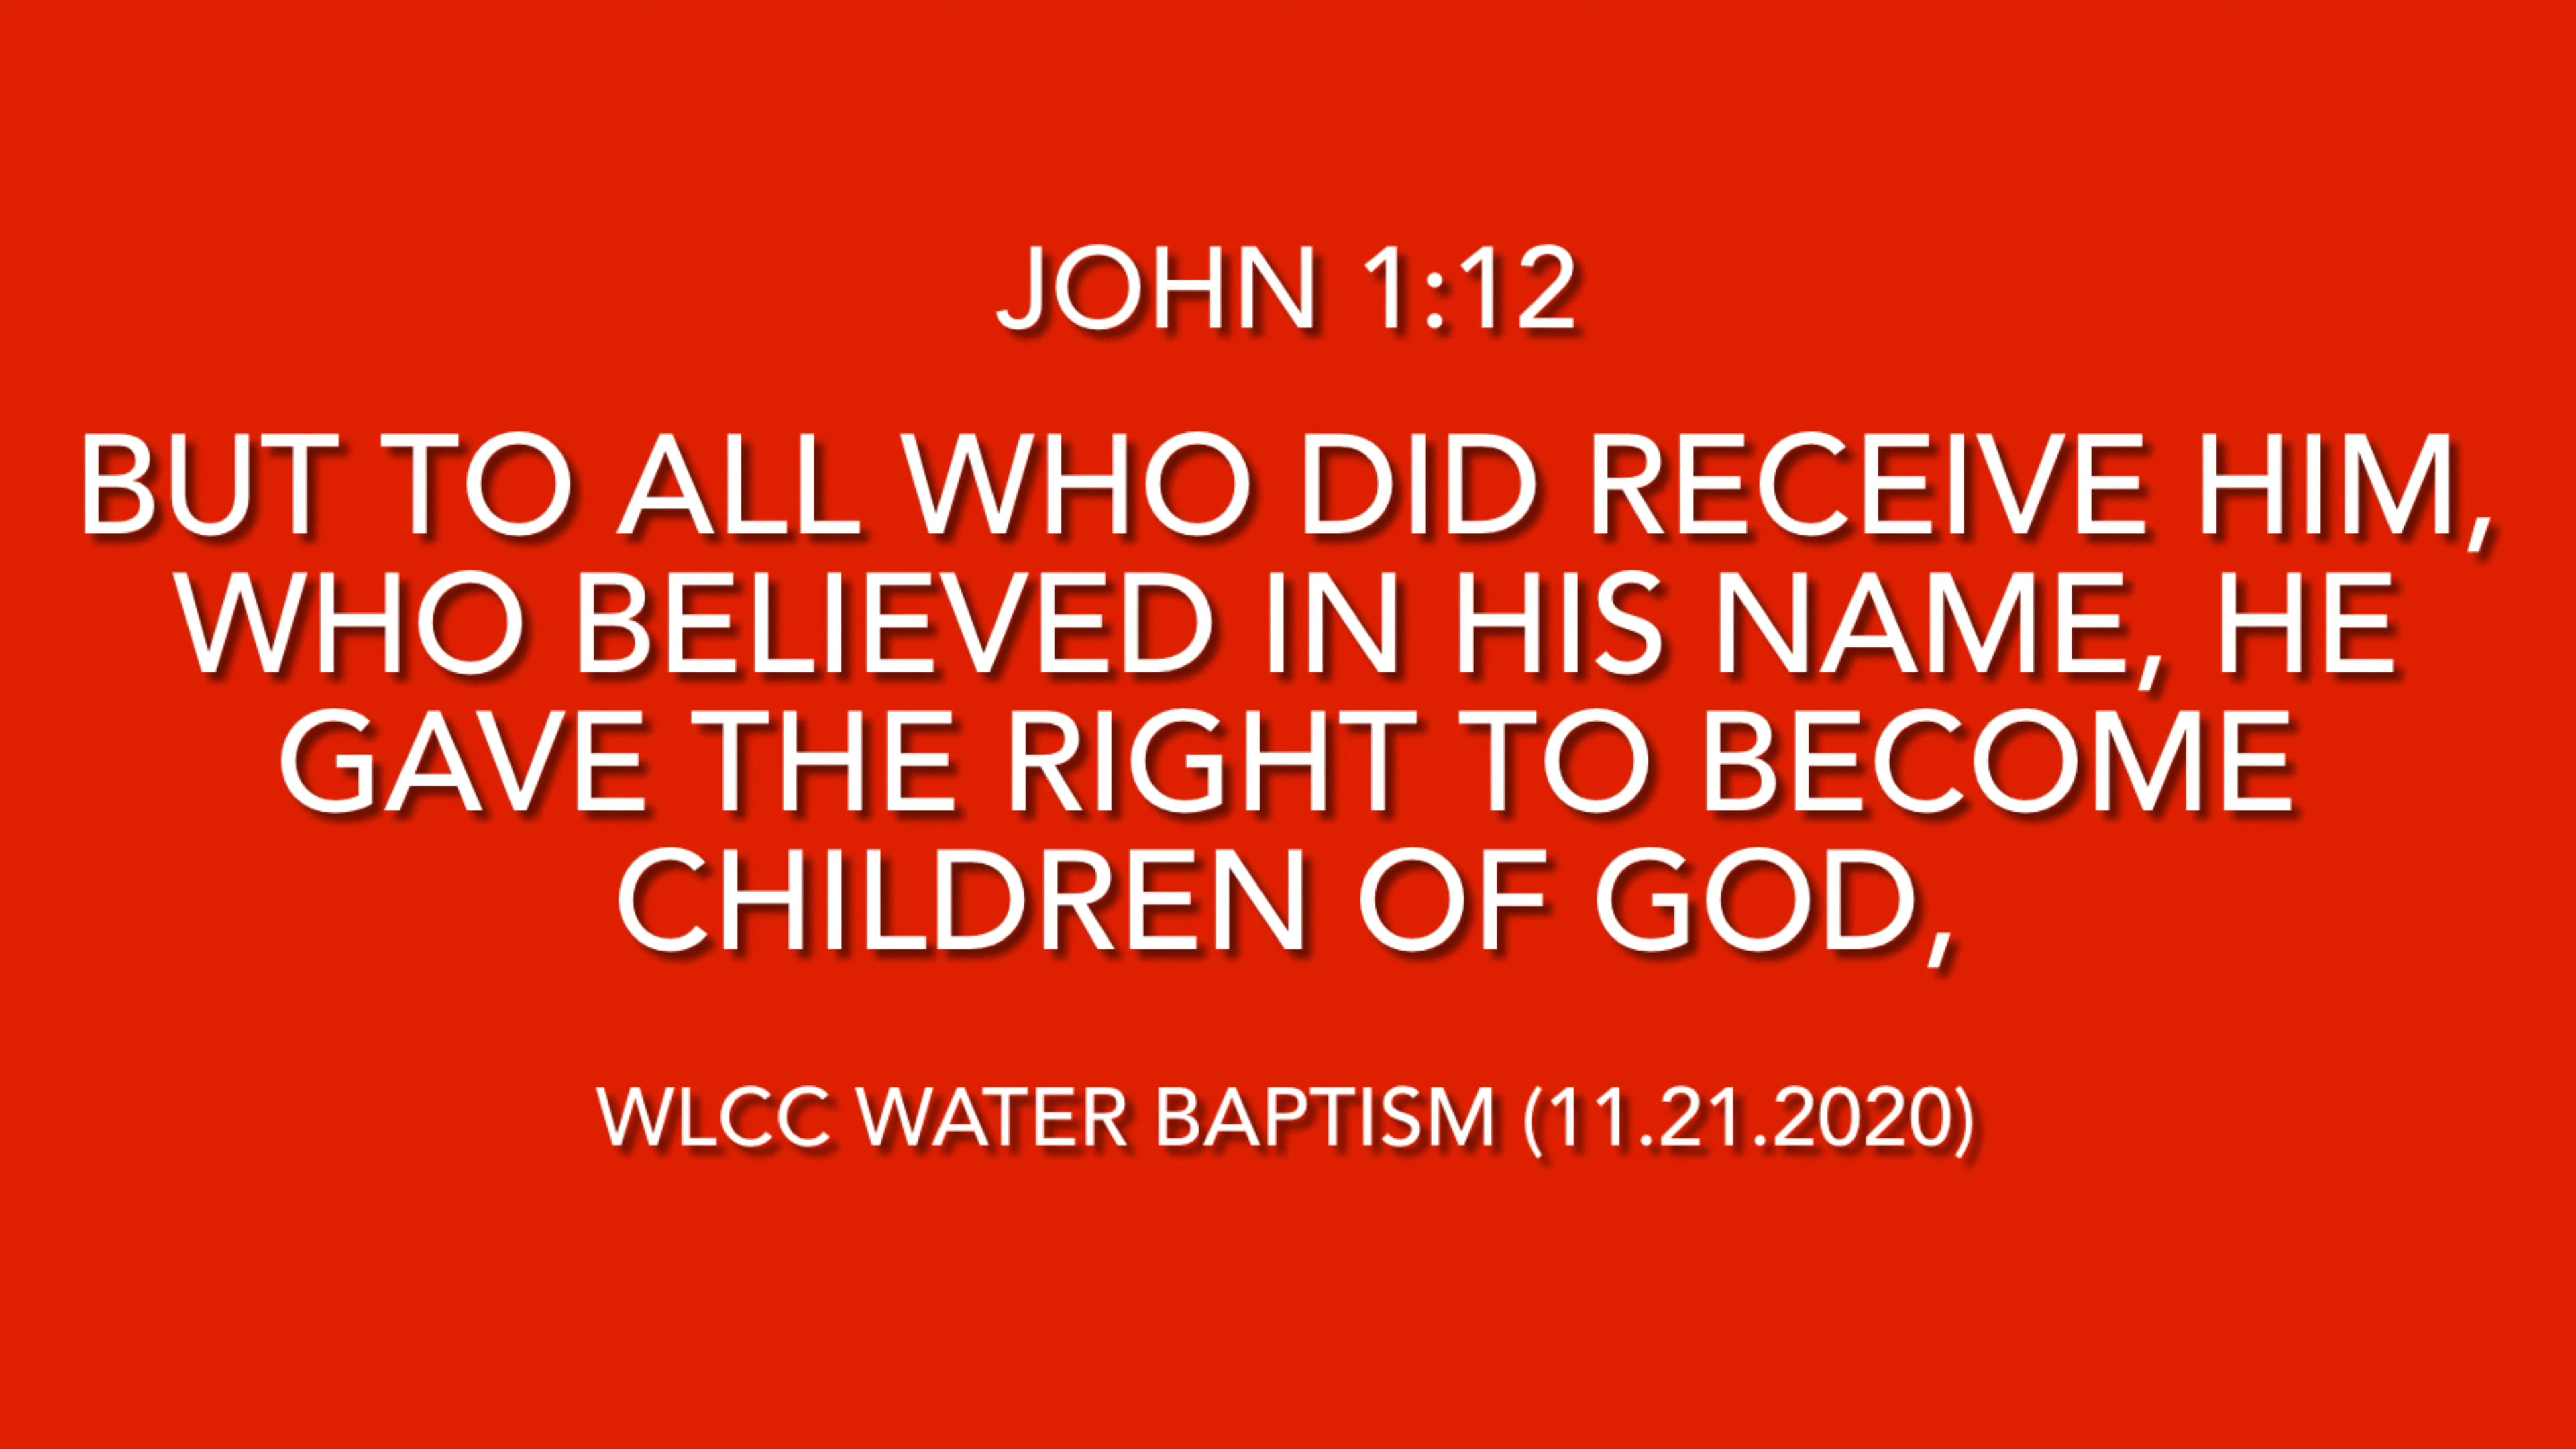 JOHN 1:12
BUT TO ALL WHO DID RECEIVE HIM,
WHO BELIEVED IN HIS NAME, HE
GAVE THE RIGHT TO BECOME
CHILDREN OF GOD,
WLCC WATER BAPTISM (11.21.2020)